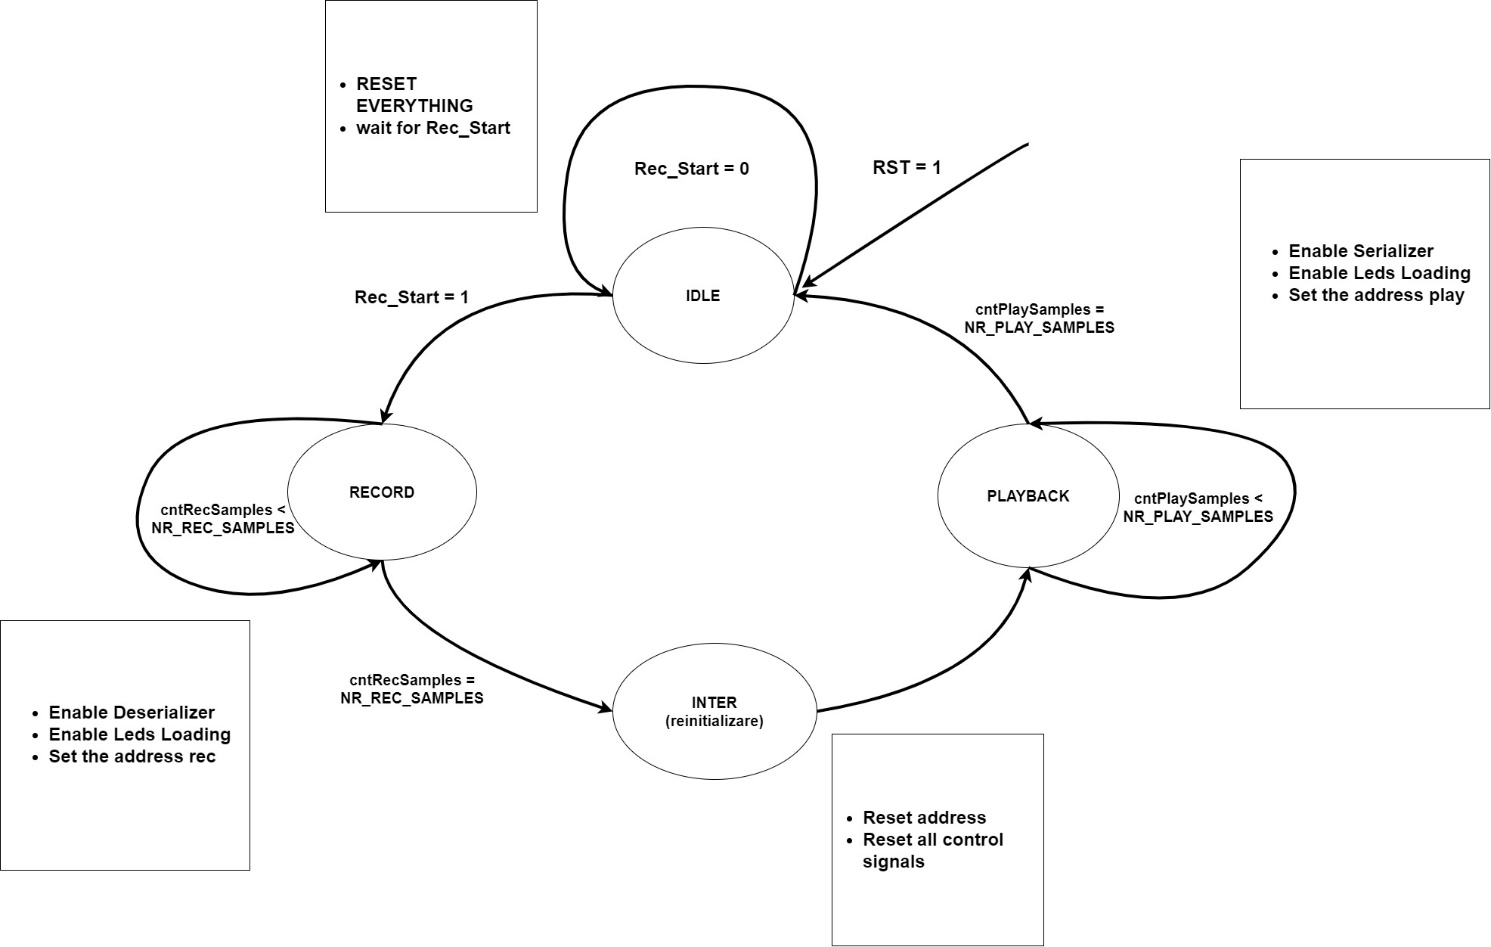 RESET
EVERYTHING
wait for Rec_Start
Rec_Start = 0
RST = 1
Enable Serializer
Enable Leds Loading
Set the address play
Rec_Start = 1
IDLE
cntPlaySamples =
NR_PLAY_SAMPLES
RECORD
cntRecSamples <
NR_REC_SAMPLES
PLAYBACK
cntPlaySamples <
NR_PLAY_SAMPLES
cntRecSamples =
NR_REC_SAMPLES
INTER
(reinitializare)
Enable Deserializer
Enable Leds Loading
Set the address rec
Reset address
Reset all control
signals